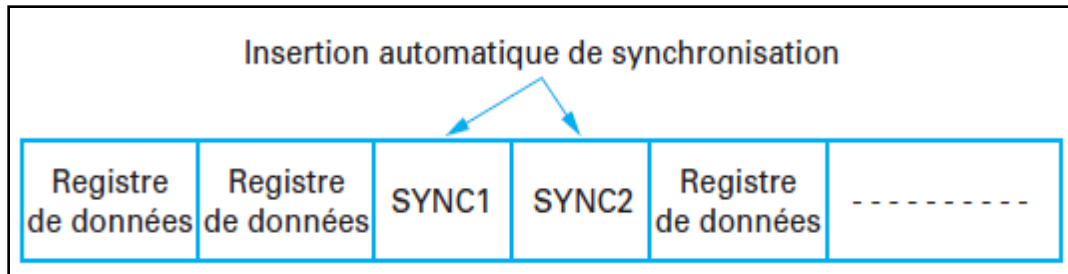 Insertion automatique de synchronisation
Registre de données
Registre de données
SYNC1
SYNC2
Registre de données
----------